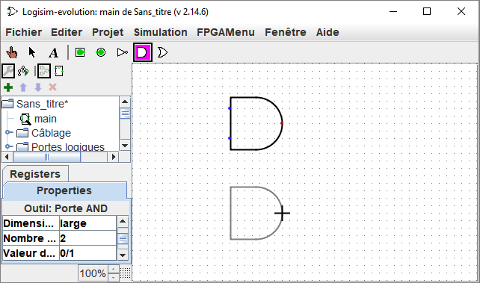 Logisim-evolution: main de Sans_titre (v 2.14.6)
Fichier Editer Projet Simulation FPGAMenu Fenêtre Aide
A
Sans_titre*
main
Câblage
Portes logiques
Registers
Properties
Outil: Porte AND
Dimensi... large
Nombre ... 2
Valeur d... 0/1
100%